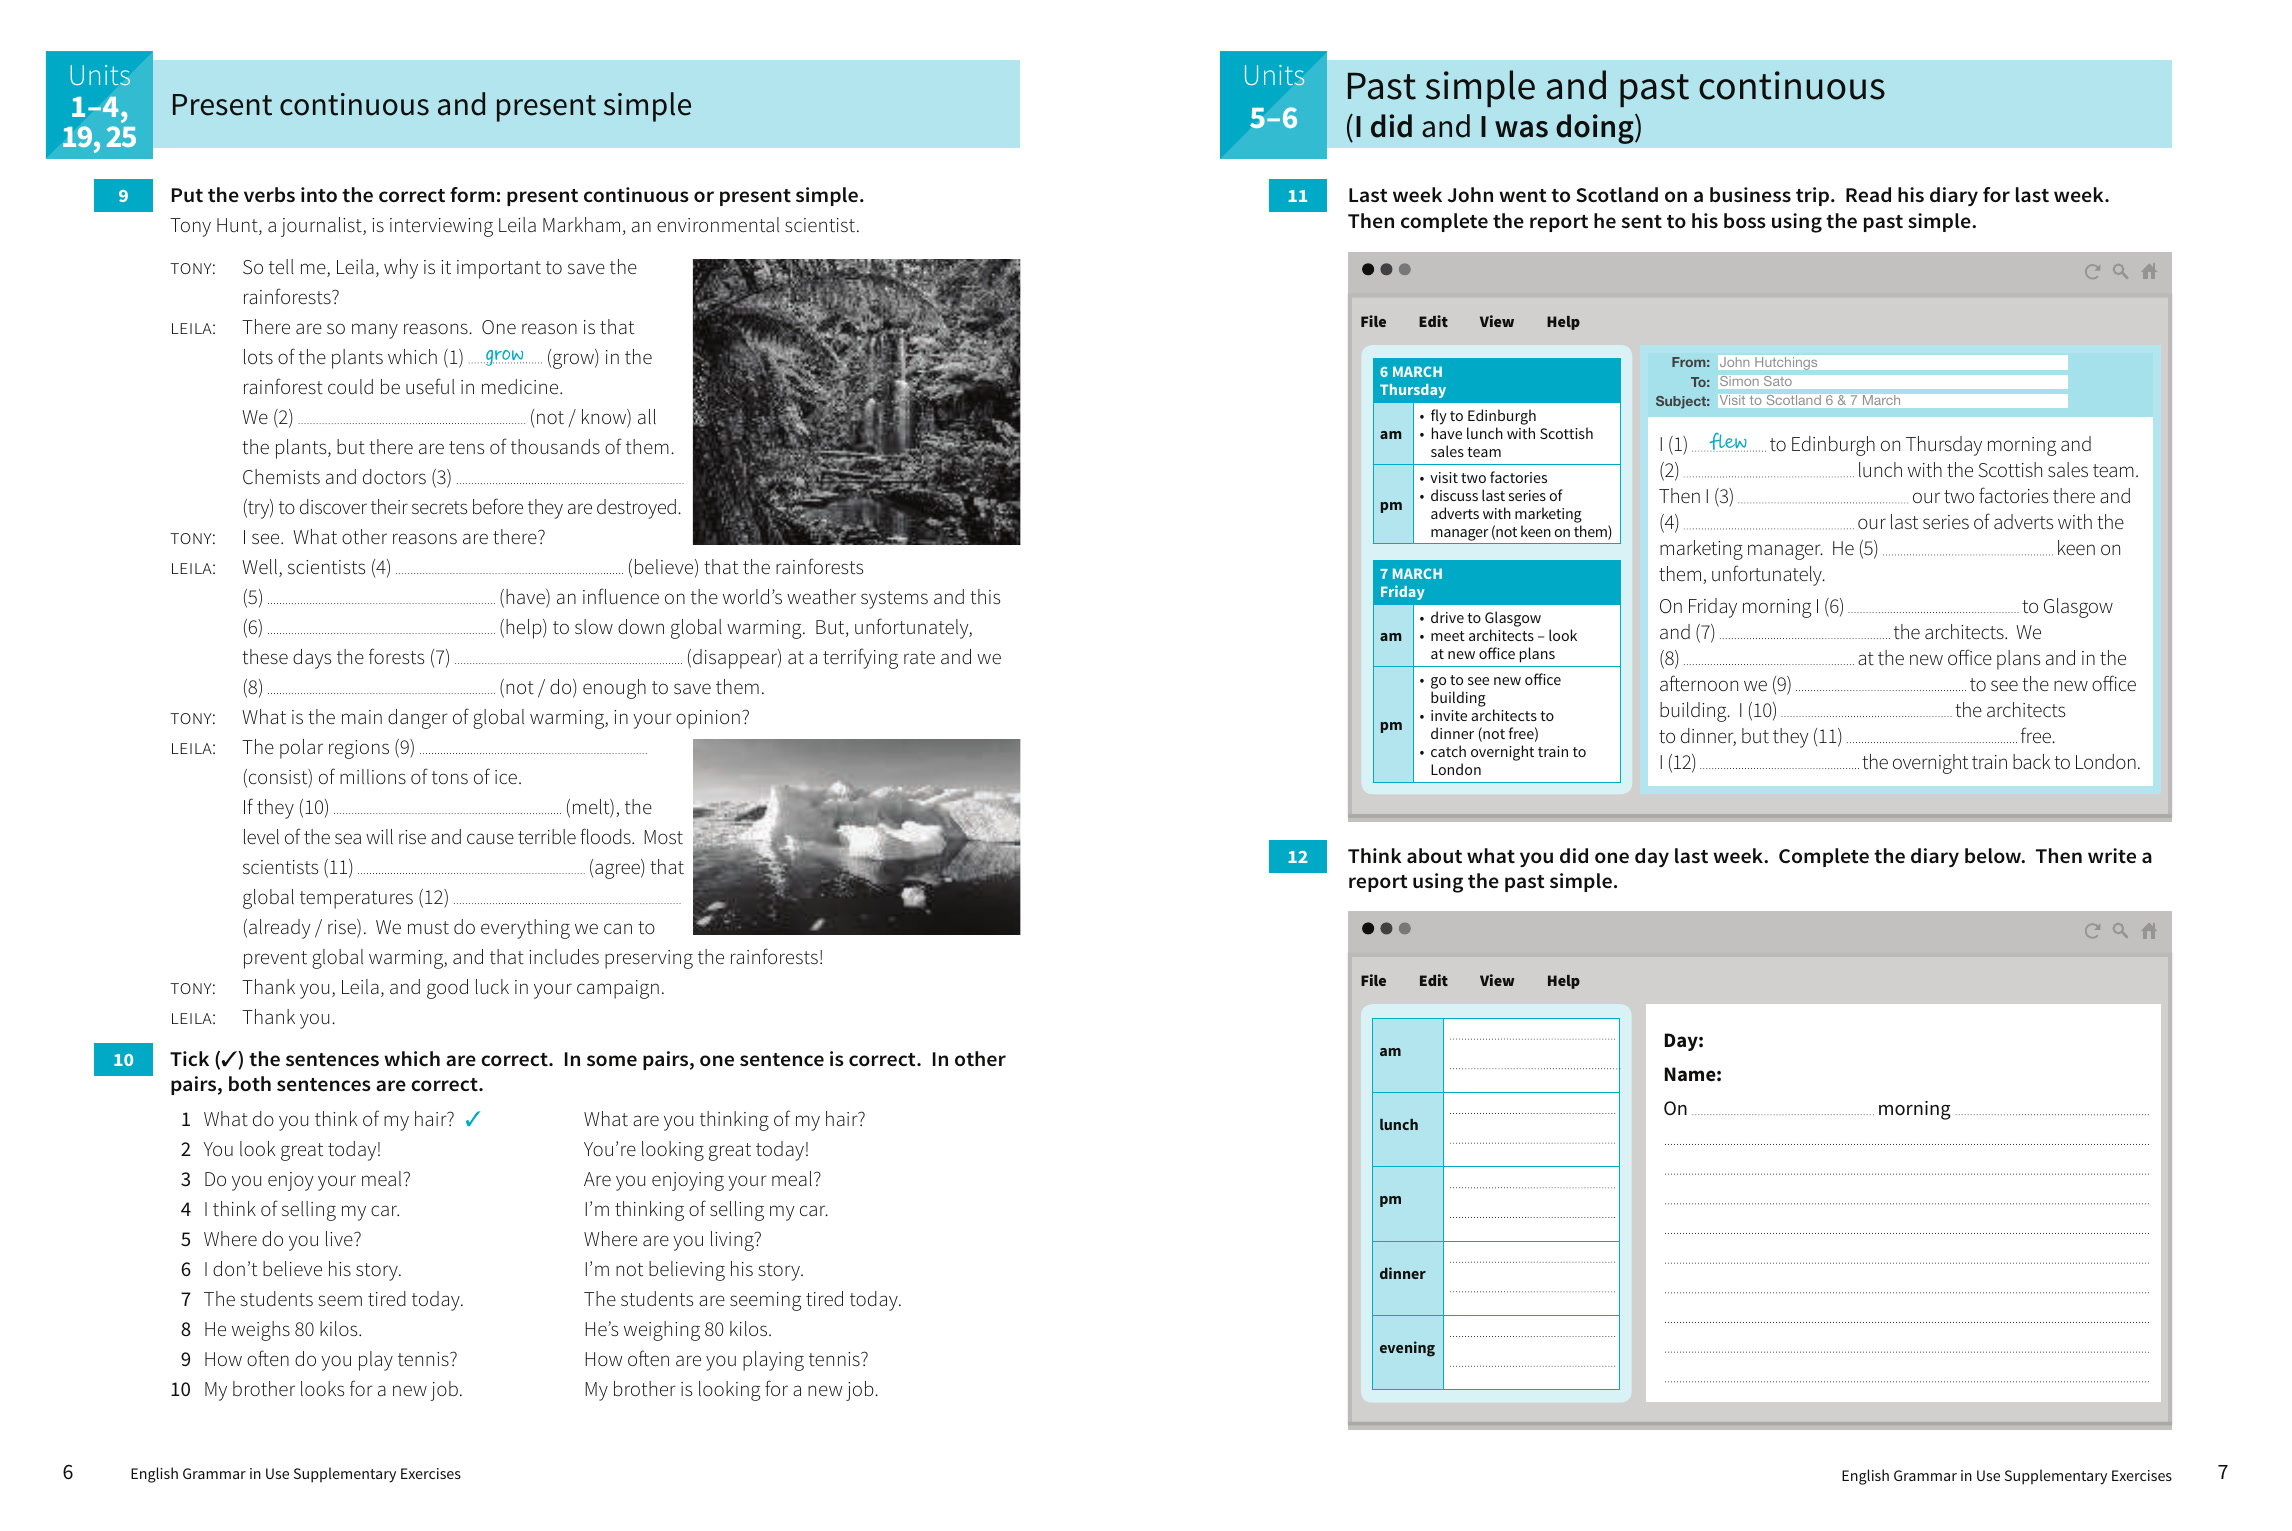 Units
1–4,
19, 25
Present continuous and present simple
9
Put the verbs into the correct form: present continuous or present simple.
Tony Hunt, a journalist, is interviewing Leila Markham, an environmental scientist.
TONY: So tell me, Leila, why is it important to save the
rainforests?
LEILA: There are so many reasons. One reason is that
lots of the plants which (1) grow (grow) in the
rainforest could be useful in medicine.
We (2) (not / know) all
the plants, but there are tens of thousands of them.
Chemists and doctors (3)
(try) to discover their secrets before they are destroyed.
TONY: I see. What other reasons are there?
LEILA: Well, scientists (4) (believe) that the rainforests
(5) (have) an influence on the world's weather systems and this
(6) (help) to slow down global warming. But, unfortunately,
these days the forests (7) (disappear) at a terrifying rate and we
(8) (not / do) enough to save them.
TONY: What is the main danger of global warming, in your opinion?
LEILA: The polar regions (9)
(consist) of millions of tons of ice.
If they (10) (melt), the
level of the sea will rise and cause terrible floods. Most
scientists (11) (agree) that
global temperatures (12)
(already / rise). We must do everything we can to
prevent global warming, and that includes preserving the rainforests!
TONY: Thank you, Leila, and good luck in your campaign.
LEILA: Thank you.
10
Tick (✓) the sentences which are correct. In some pairs, one sentence is correct. In other
pairs, both sentences are correct.
1 What do you think of my hair? ✓ What are you thinking of my hair?
2 You look great today! You're looking great today!
3 Do you enjoy your meal? Are you enjoying your meal?
4 I think of selling my car. I'm thinking of selling my car.
5 Where do you live? Where are you living?
6 I don't believe his story. I'm not believing his story.
7 The students seem tired today. The students are seeming tired today.
8 He weighs 80 kilos. He's weighing 80 kilos.
9 How often do you play tennis? How often are you playing tennis?
10 My brother looks for a new job. My brother is looking for a new job.
6 English Grammar in Use Supplementary Exercises
Units
5–6
Past simple and past continuous
(I did and I was doing)
11
Last week John went to Scotland on a business trip. Read his diary for last week.
Then complete the report he sent to his boss using the past simple.
File Edit View Help
6 MARCH
Thursday
am
• fly to Edinburgh
• have lunch with Scottish
sales team
pm
• visit two factories
• discuss last series of
adverts with marketing
manager (not keen on them)
7 MARCH
Friday
am
• drive to Glasgow
• meet architects – look
at new office plans
pm
• go to see new office
building
• invite architects to
dinner (not free)
• catch overnight train to
London
From: John Hutchings
To: Simon Sato
Subject: Visit to Scotland 6 & 7 March
I (1) flew to Edinburgh on Thursday morning and
(2) lunch with the Scottish sales team.
Then I (3) our two factories there and
(4) our last series of adverts with the
marketing manager. He (5) keen on
them, unfortunately.
On Friday morning I (6) to Glasgow
and (7) the architects. We
(8) at the new office plans and in the
afternoon we (9) to see the new office
building. I (10) the architects
to dinner, but they (11) free.
I (12) the overnight train back to London.
12
Think about what you did one day last week. Complete the diary below. Then write a
report using the past simple.
File Edit View Help
am
lunch
pm
dinner
evening
Day:
Name:
On morning
English Grammar in Use Supplementary Exercises 7